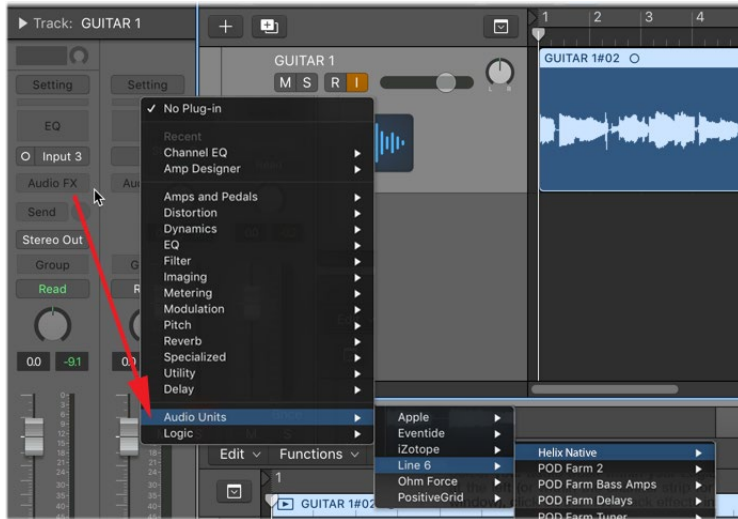 Track: GUITAR 1
Setting
Setting
EQ
Input 3
Audio FX
Send
Stereo Out
Group
Read
0.0 -9.1
1 2 3 4
GUITAR 1
M S R I
L R
GUITAR 1#02
✓ No Plug-in
Recent
Channel EQ
Amp Designer
Amps and Pedals
Distortion
Dynamics
EQ
Filter
Imaging
Metering
Modulation
Pitch
Reverb
Specialized
Utility
Delay
Audio Units
Logic
Apple
Eventide
iZotope
Line 6
Ohm Force
PositiveGrid
Helix Native
POD Farm 2
POD Farm Bass Amps
POD Farm Delays
POD Farm Tuner
Edit Functions
1
GUITAR 1#02